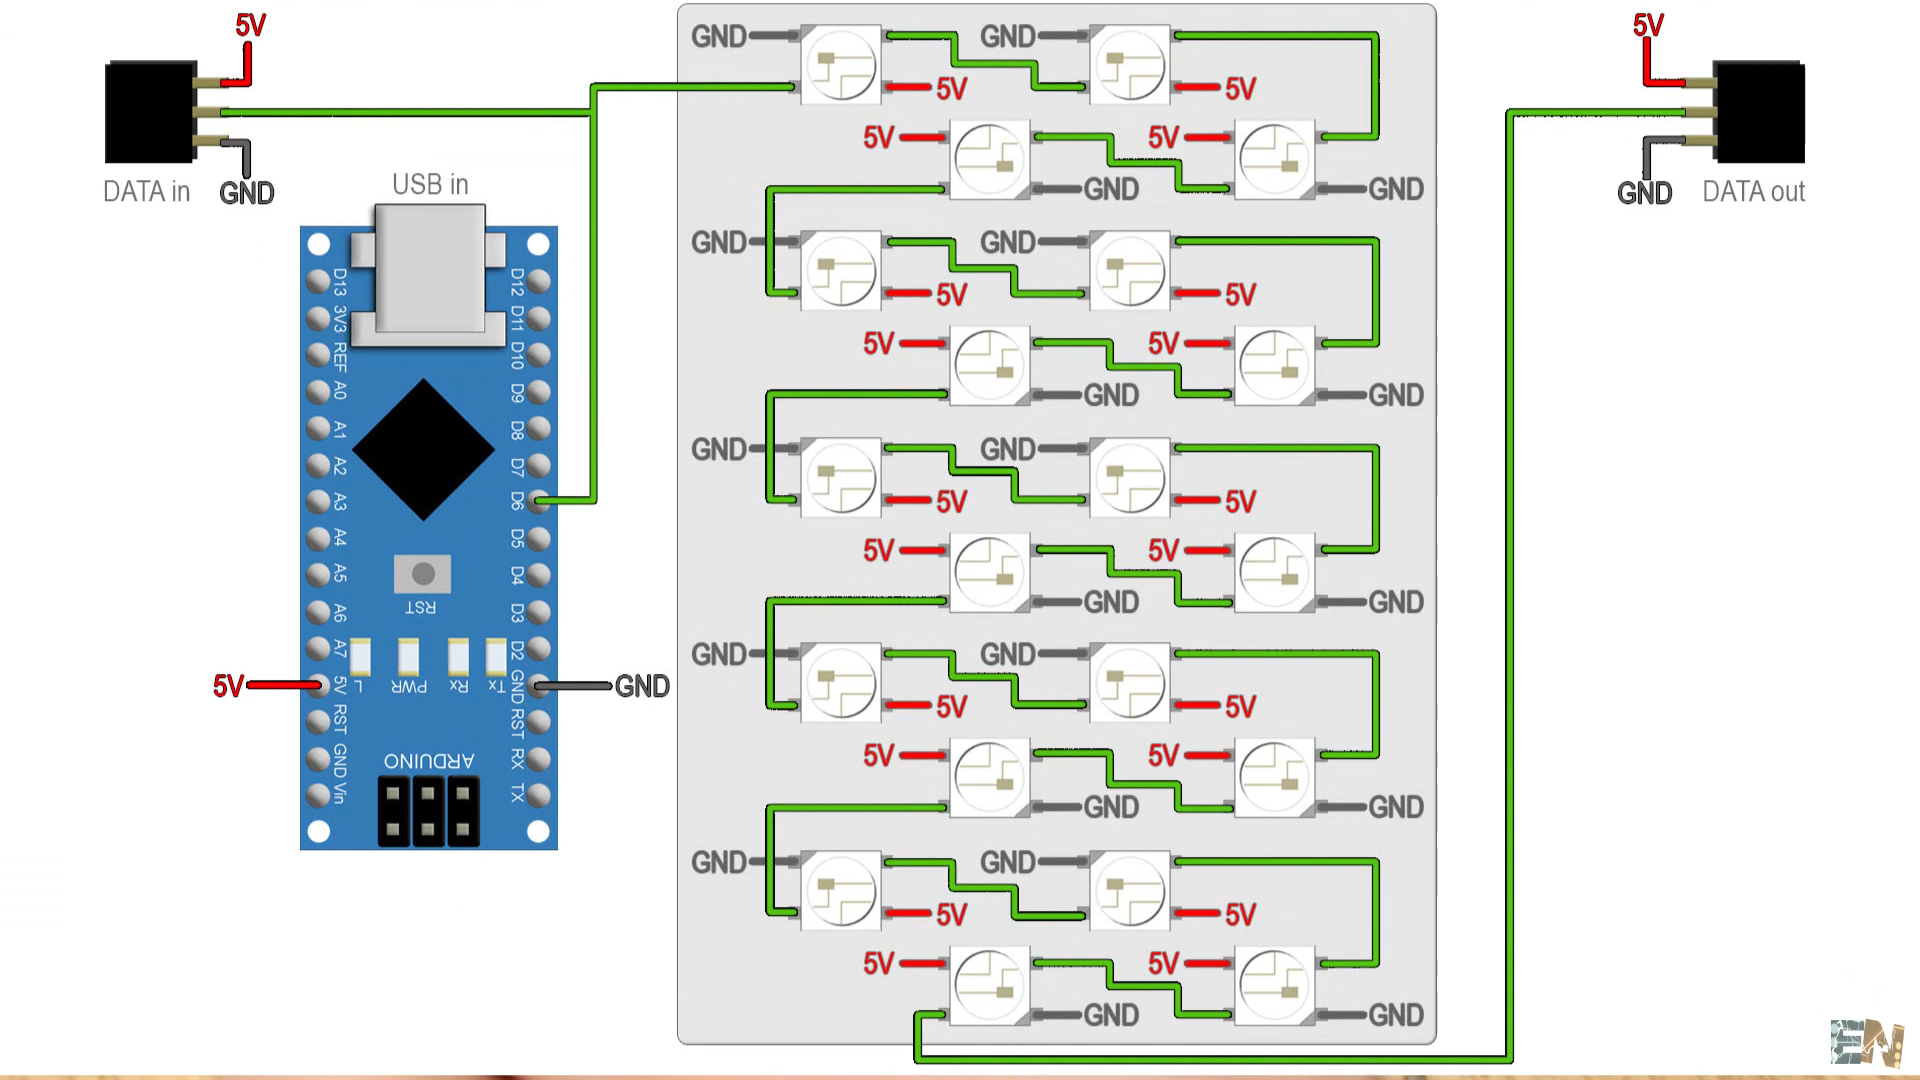 5V
DATA in
GND
USB in
D13
3V3
REF
A0
A1
A2
A3
A4
A5
A6
A7
5V
RST
GND
Vin
D12
D11
D10
D9
D8
D7
D6
D5
D4
D3
D2
GND
RST
RX
TX
RST
L
PWR
Rx
Tx
ARDUINO
5V
GND
GND
GND
5V
5V
5V
5V
GND
GND
GND
GND
5V
5V
5V
5V
GND
GND
GND
GND
5V
5V
5V
5V
GND
GND
GND
GND
5V
5V
5V
5V
GND
GND
GND
GND
5V
5V
5V
5V
GND
GND
5V
GND
DATA out
EN